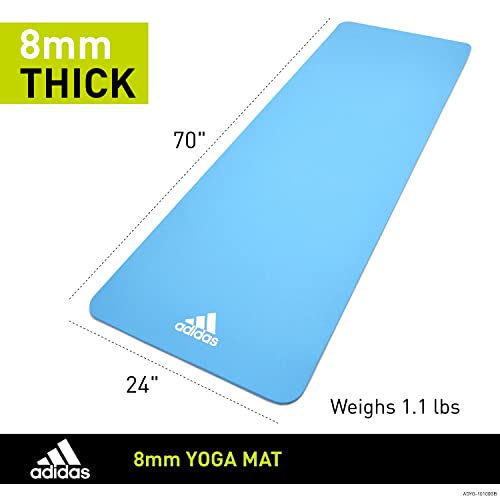 8mm
THICK
70"
adidas
24"
Weighs 1.1 lbs
adidas
8mm YOGA MAT